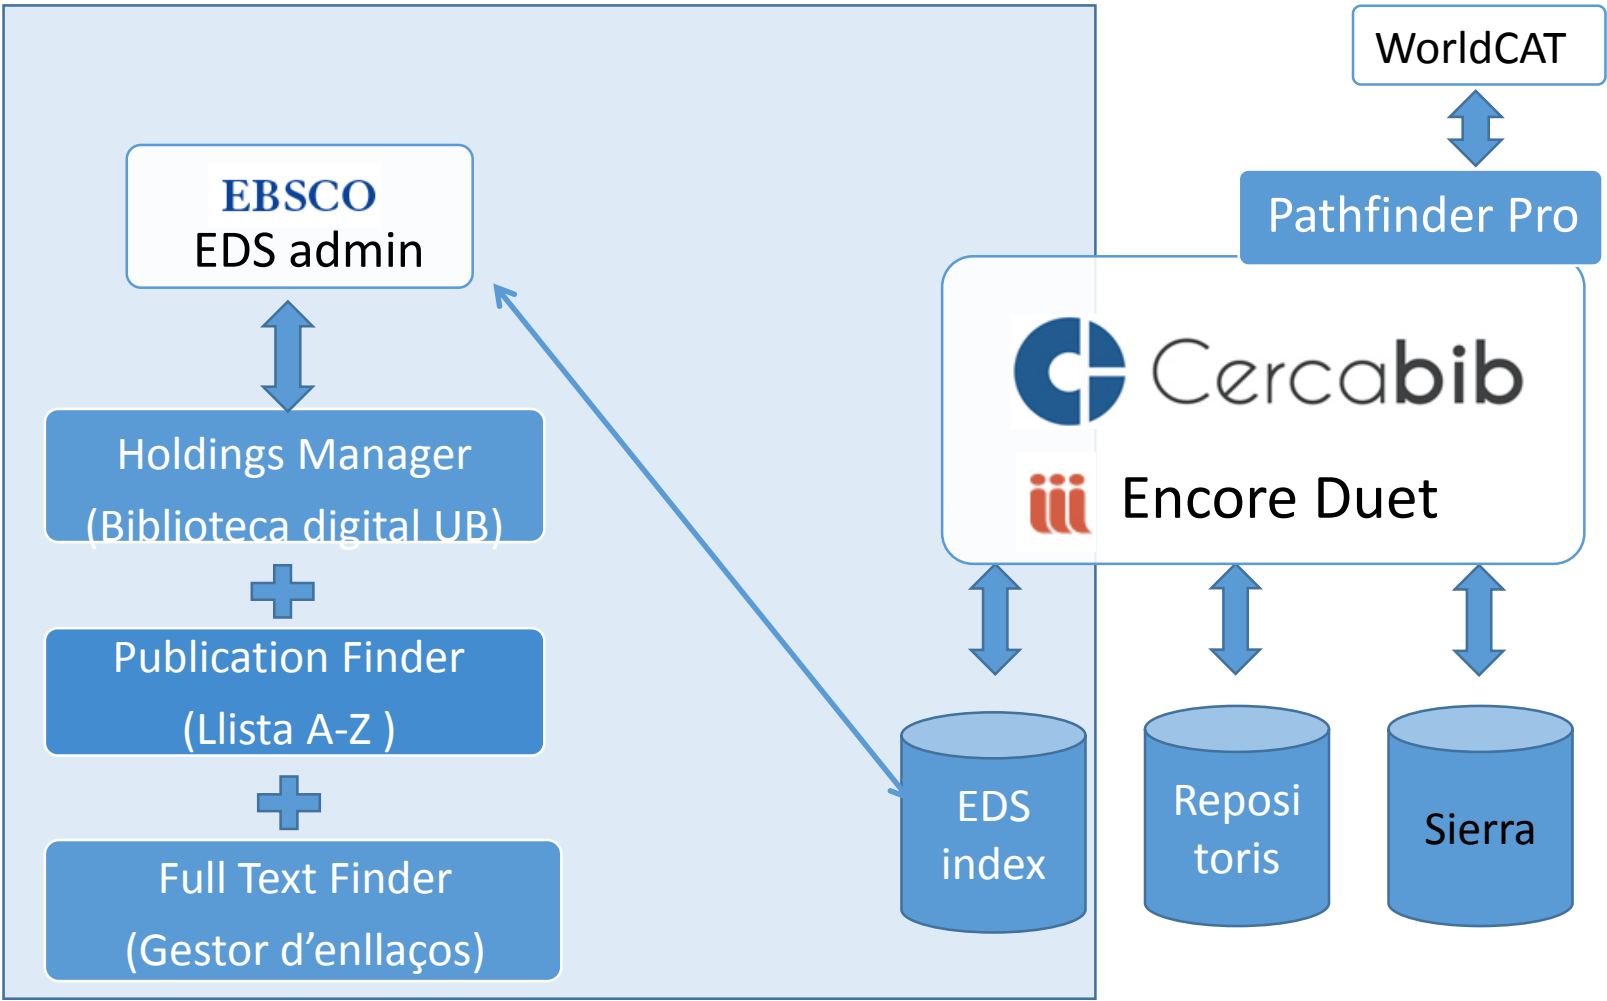 WorldCAT
Pathfinder Pro
EBSCO
EDS admin
Cercabib
iii Encore Duet
Holdings Manager
(Biblioteca digital UB)
Publication Finder
(Llista A-Z )
Full Text Finder
(Gestor d’enllaços)
EDS
index
Reposi
toris
Sierra